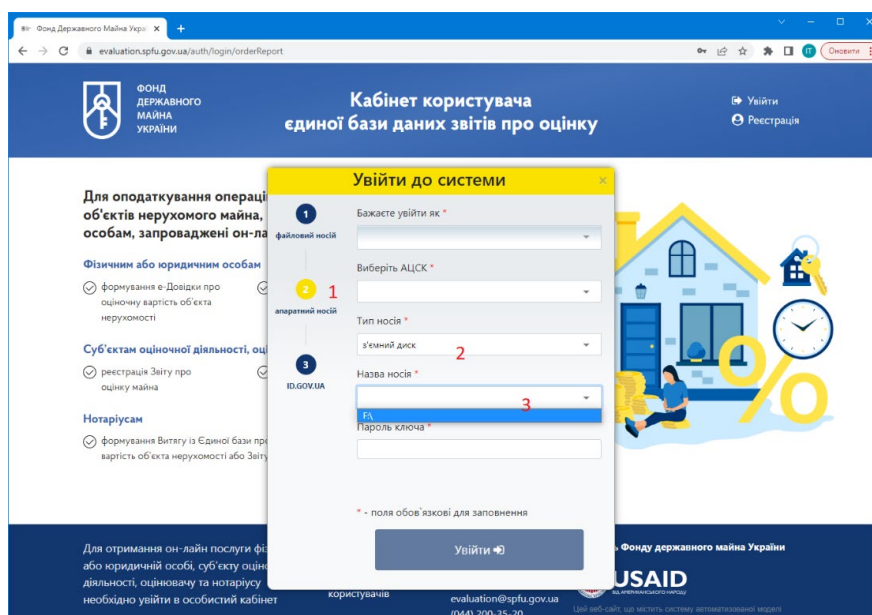 Фонд Державного Майна Укра
evaluation.spfu.gov.ua/auth/login/orderReport
IT
Оновити
ФОНД
ДЕРЖАВНОГО
МАЙНА
УКРАЇНИ
Кабінет користувача
єдиної бази даних звітів про оцінку
Увійти
Реєстрація
Для оподаткування операці
об'єктів нерухомого майна,
особам, запроваджені он-ла
Фізичним або юридичним особам
формування е-Довідки про
оціночну вартість об'єкта
нерухомості
Суб'єктам оціночної діяльності, оці
реєстрація Звіту про
оцінку майна
Нотаріусам
формування Витягу із Єдиної бази про
вартість об'єкта нерухомості або Звіту
Увійти до системи
×
1
файловий носій
2
1
апаратний носій
3
ID.GOV.UA
Бажаєте увійти як *
Виберіть АЦСК *
Тип носія *
з'ємний диск
2
Назва носія *
3
F:\
Пароль ключа *
* - поля обов'язкові для заповнення
Увійти
Для отримання он-лайн послуги фі
або юридичній особі, суб'єкту оціно
діяльності, оцінювачу та нотаріусу
необхідно увійти в особистий кабінет
користувачів
evaluation@spfu.gov.ua
(044) 200-35-20
Фонду державного майна України
USAID
ВІД АМЕРИКАНСЬКОГО НАРОДУ
Цей веб-сайт, що містить систему автоматизованої моделі